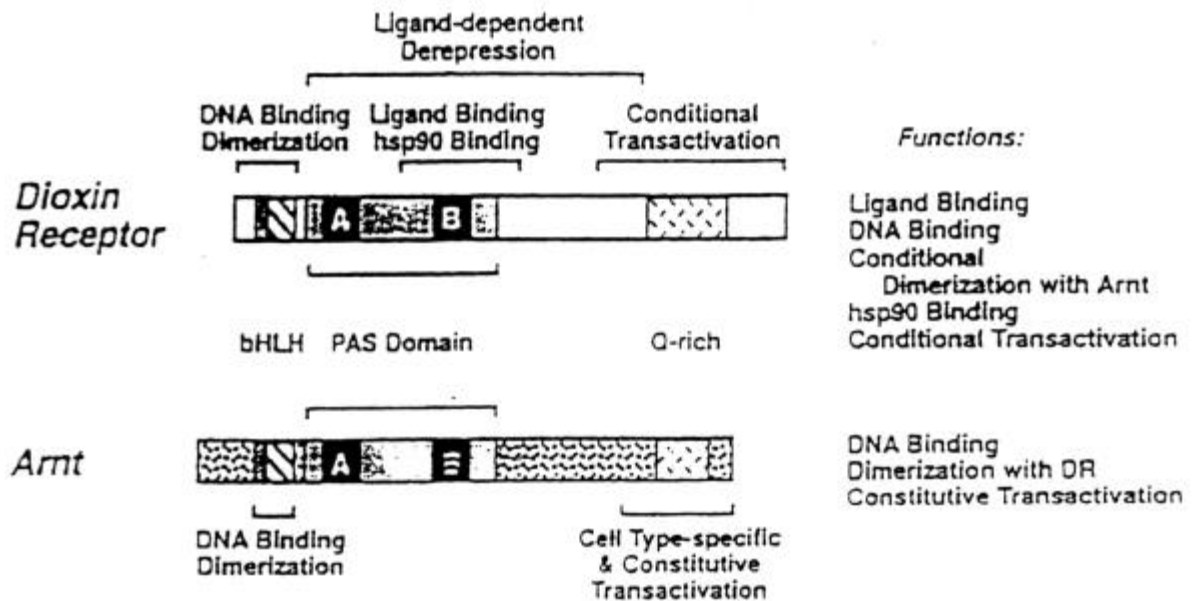 Ligand-dependent
Derepression
DNA Binding
Dimerization
Ligand Binding
hsp90 Binding
Conditional
Transactivation
Functions:
Dioxin
Receptor
A
B
Ligand Binding
DNA Binding
Conditional
Dimerization with Arnt
hsp90 Binding
Conditional Transactivation
bHLH
PAS Domain
Q-rich
Arnt
A
B
DNA Binding
Dimerization with DR
Constitutive Transactivation
DNA Binding
Dimerization
Cell Type-specific
& Constitutive
Transactivation